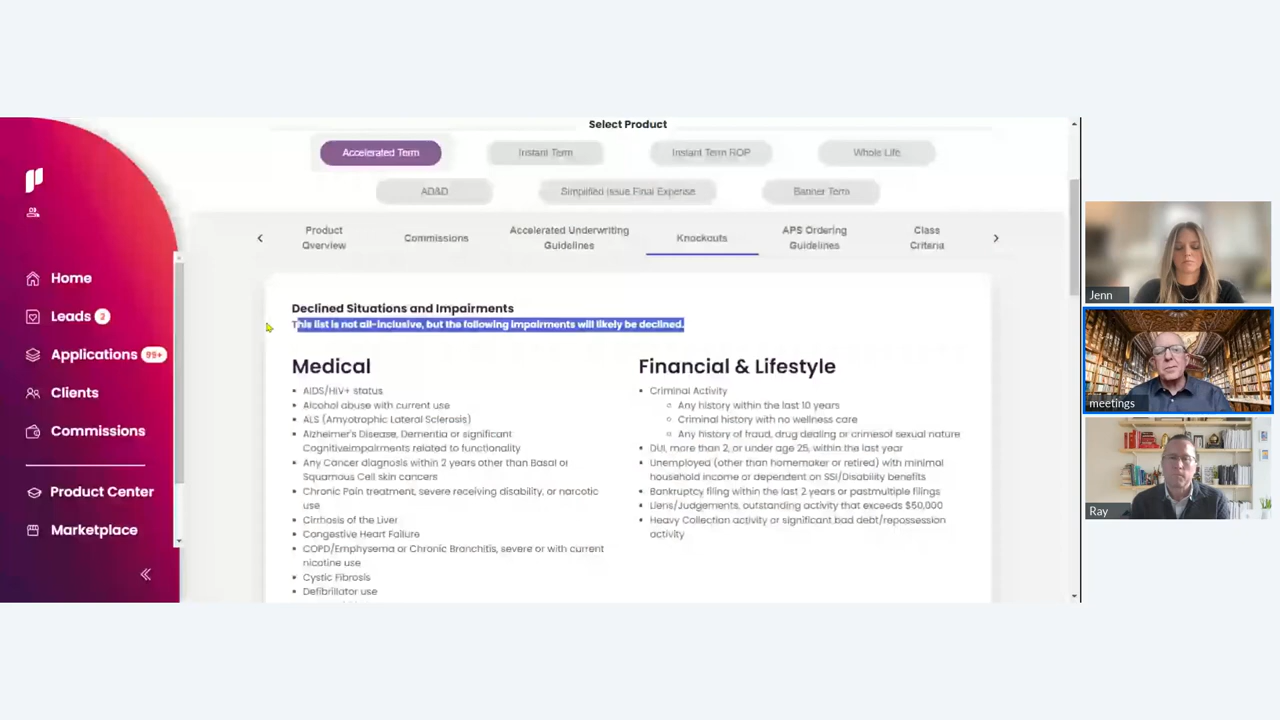 Select Product
Accelerated Term
Instant Term
Instant Term ROP
Whole Life
AD&D
Simplified Issue Final Expense
Banner Term
Product
Overview
Commissions
Accelerated Underwriting
Guidelines
Knockouts
APS Ordering
Guidelines
Class
Criteria
Home
Leads 2
Applications 99+
Clients
Commissions
Product Center
Marketplace
Declined Situations and Impairments
This list is not all-inclusive, but the following impairments will likely be declined.
Medical
• AIDS/HIV+ status
• Alcohol abuse with current use
• ALS (Amyotrophic Lateral Sclerosis)
• Alzheimer's Disease, Dementia or significant
Cognitiveimpairments related to functionality
• Any Cancer diagnosis within 2 years other than Basal or
Squamous Cell skin cancers
• Chronic Pain treatment, severe receiving disability, or narcotic
use
• Cirrhosis of the Liver
• Congestive Heart Failure
• COPD/Emphysema or Chronic Bronchitis, severe or with current
nicotine use
• Cystic Fibrosis
• Defibrillator use
Financial & Lifestyle
• Criminal Activity
Any history within the last 10 years
Criminal history with no wellness care
Any history of fraud, drug dealing or crimesof sexual nature
• DUI, more than 2, or under age 25, within the last year
• Unemployed (other than homemaker or retired) with minimal
household income or dependent on SSI/Disability benefits
• Bankruptcy filing within the last 2 years or pastmultiple filings
• Liens/Judgements, outstanding activity that exceeds $50,000
• Heavy Collection activity or significant bad debt/repossession
activity
Jenn
meetings
Ray